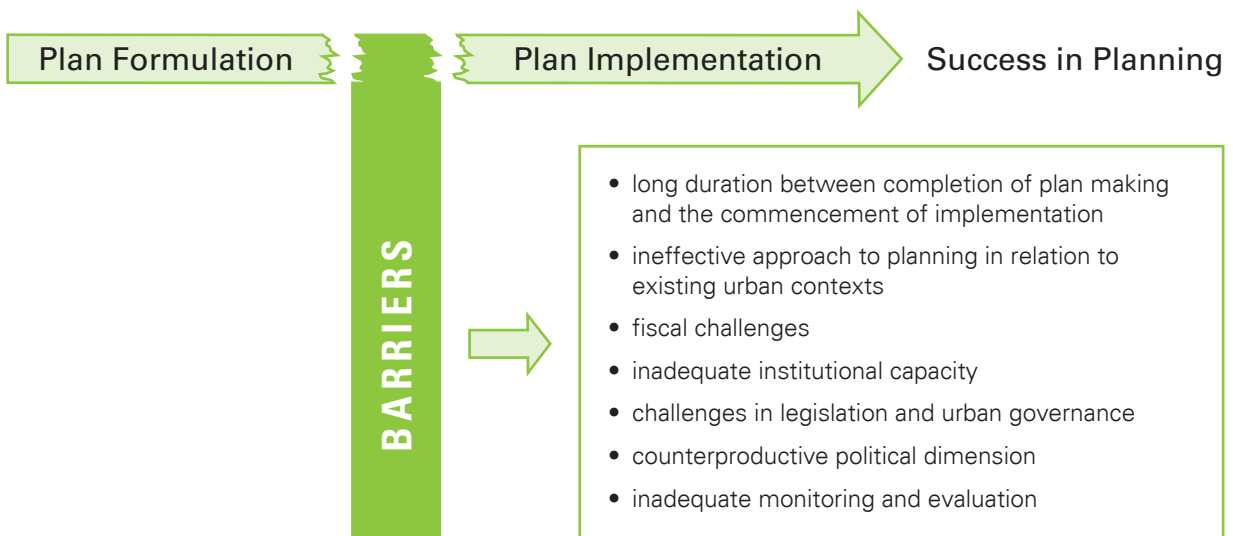 Plan Formulation
Plan Implementation
Success in Planning
BARRIERS
• long duration between completion of plan making
and the commencement of implementation
• ineffective approach to planning in relation to
existing urban contexts
• fiscal challenges
• inadequate institutional capacity
• challenges in legislation and urban governance
• counterproductive political dimension
• inadequate monitoring and evaluation